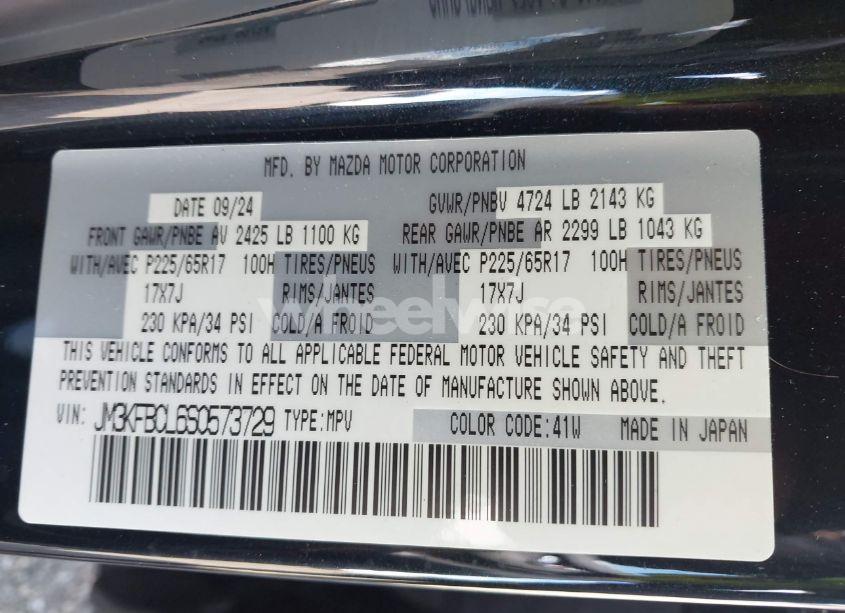 MFD. BY MAZDA MOTOR CORPORATION
DATE 09/24 GVWR/PNBV 4724 LB 2143 KG
FRONT GAWR/PNBE AV 2425 LB 1100 KG REAR GAWR/PNBE AR 2299 LB 1043 KG
WITH/AVEC P225/65R17 100H TIRES/PNEUS WITH/AVEC P225/65R17 100H TIRES/PNEUS
17X7J RIMS/JANTES 17X7J RIMS/JANTES
230 KPA/34 PSI COLD/A FROID 230 KPA/34 PSI COLD/A FROID
THIS VEHICLE CONFORMS TO ALL APPLICABLE FEDERAL MOTOR VEHICLE SAFETY AND THEFT
PREVENTION STANDARDS IN EFFECT ON THE DATE OF MANUFACTURE SHOWN ABOVE.
VIN: JM3KFBCL6S0573729 TYPE:MPV COLOR CODE:41W MADE IN JAPAN